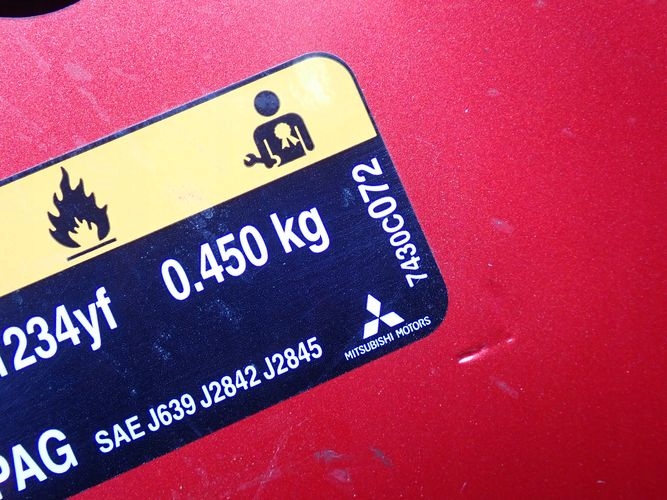 1234yf 0.450 kg
PAG SAE J639 J2842 J2845
7430C072
MITSUBISHI MOTORS